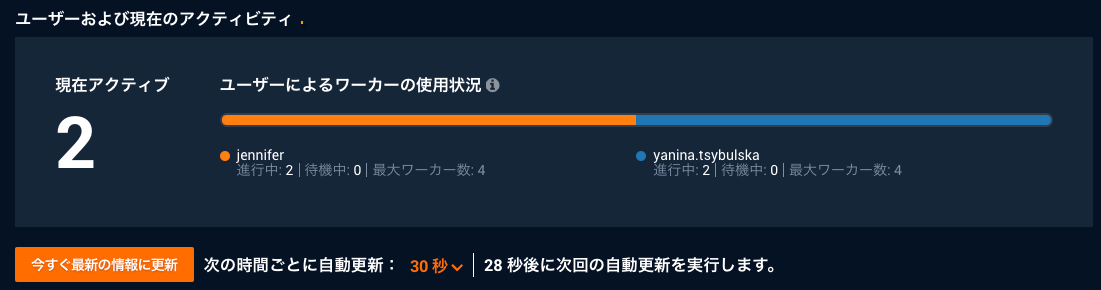 ユーザーおよび現在のアクティビティ
現在アクティブ
2
ユーザーによるワーカーの使用状況
jennifer
進行中: 2 | 待機中: 0 | 最大ワーカー数: 4
yanina.tsybulska
進行中: 2 | 待機中: 0 | 最大ワーカー数: 4
今すぐ最新の情報に更新 次の時間ごとに自動更新： 30 秒 28 秒後に次回の自動更新を実行します。